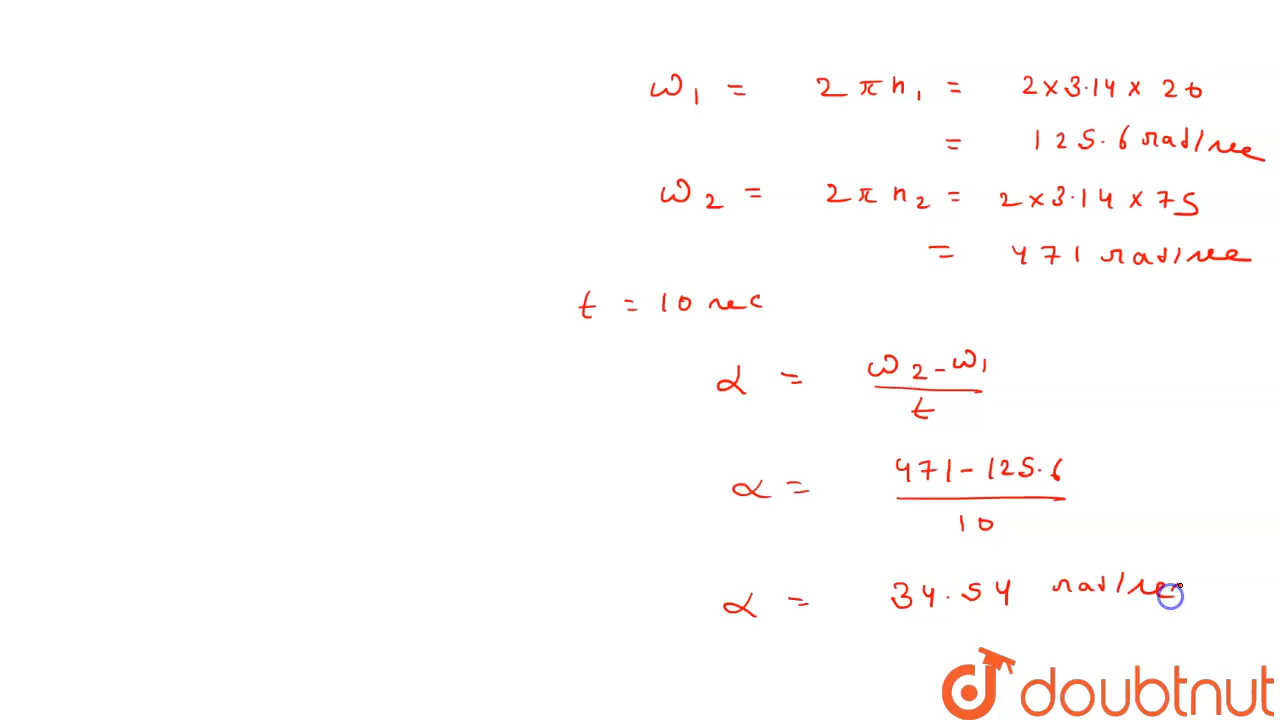 ω₁ = 2πn₁ = 2×3.14×20
= 125.6 rad/sec
ω₂ = 2πn₂ = 2×3.14×75
= 471 rad/sec
t = 10 sec
α = ω₂-ω₁
t
α = 471-125.6
10
α = 34.54 rad/sec
doubtnut